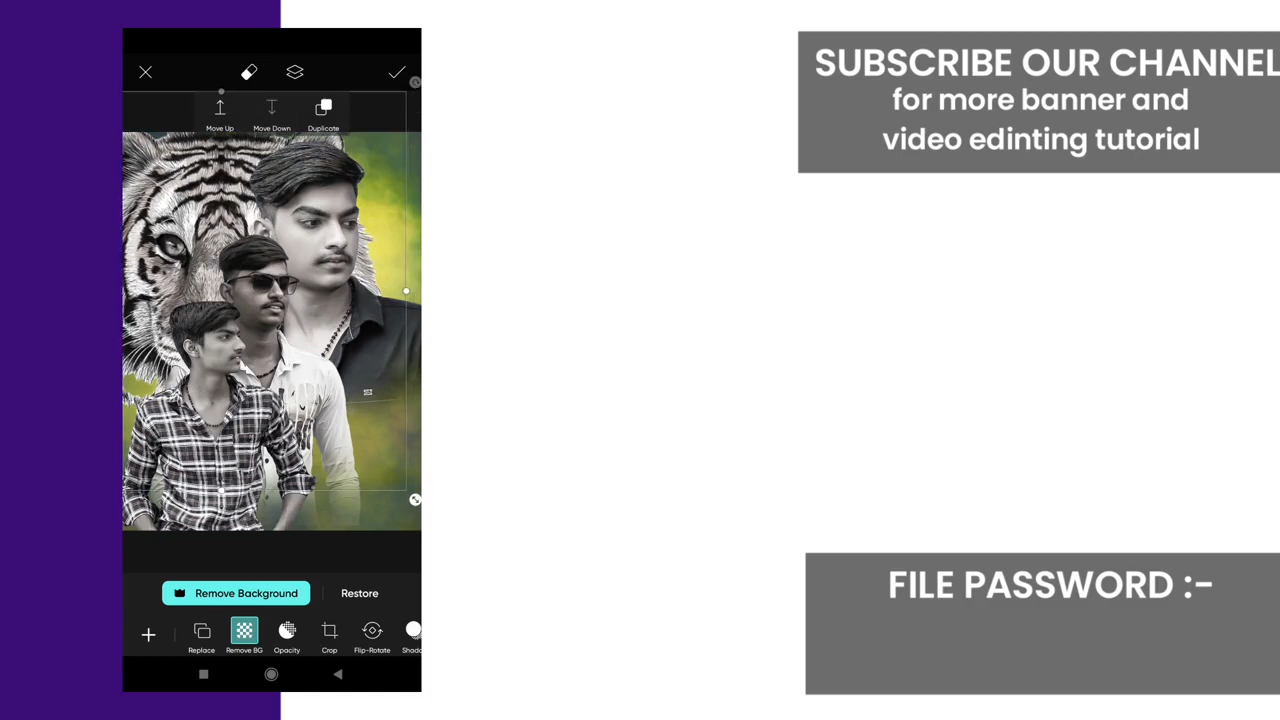 SUBSCRIBE OUR CHANNEL
for more banner and
video edinting tutorial
Move Up
Move Down
Duplicate
Remove Background
Restore
Replace
Remove BG
Opacity
Crop
Flip-Rotate
Shado
FILE PASSWORD :-